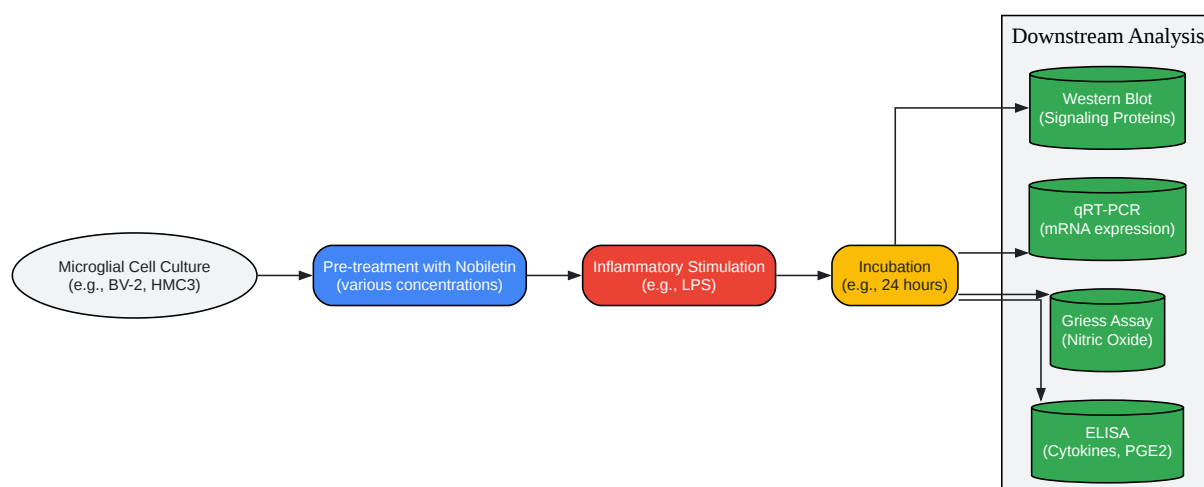 Microglial Cell Culture
(e.g., BV-2, HMC3)
Pre-treatment with Nobiletin
(various concentrations)
Inflammatory Stimulation
(e.g., LPS)
Incubation
(e.g., 24 hours)
Downstream Analysis
Western Blot
(Signaling Proteins)
qRT-PCR
(mRNA expression)
Griess Assay
(Nitric Oxide)
ELISA
(Cytokines, PGE2)